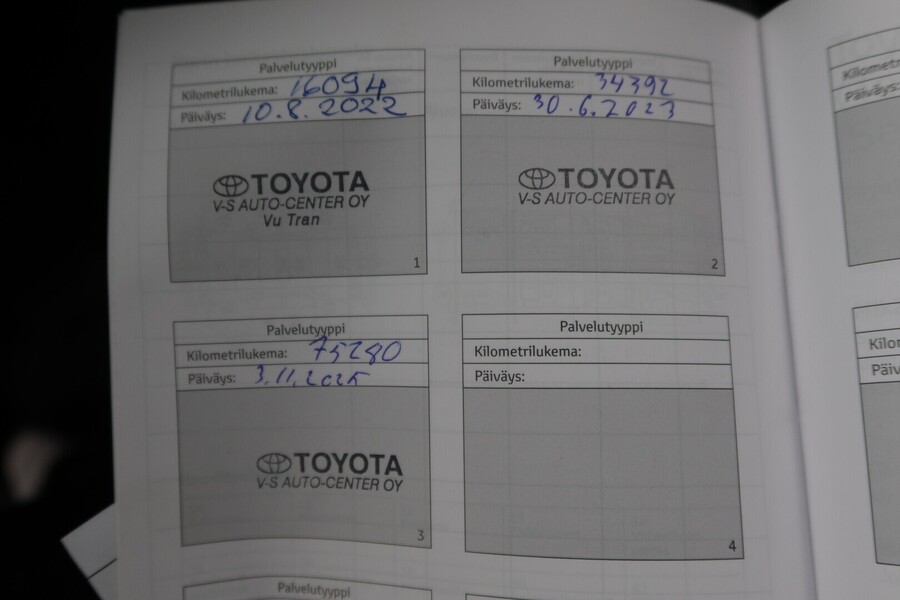 Palvelutyyppi
Kilometrilukema: 16094
Päiväys: 10.8.2022
TOYOTA
V-S AUTO-CENTER OY
Vu Tran
1
Palvelutyyppi
Kilometrilukema: 34392
Päiväys: 30.6.2023
TOYOTA
V-S AUTO-CENTER OY
2
Palvelutyyppi
Kilometrilukema: 75280
Päiväys: 3.11.2025
TOYOTA
V-S AUTO-CENTER OY
3
Palvelutyyppi
Kilometrilukema:
Päiväys:
4
Palvelutyyppi